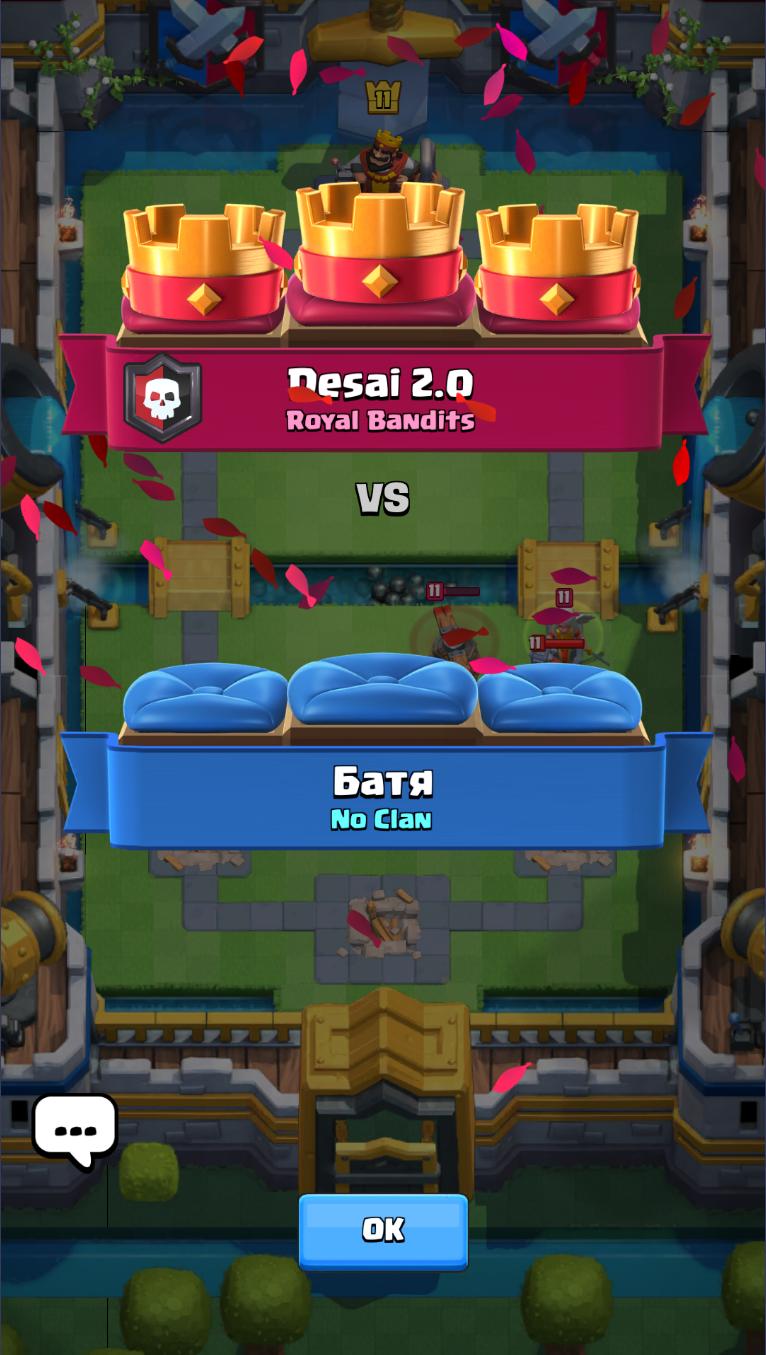 11
Desai 2.0
Royal Bandits
VS
11
11
11
Батя
No Clan
...
OK